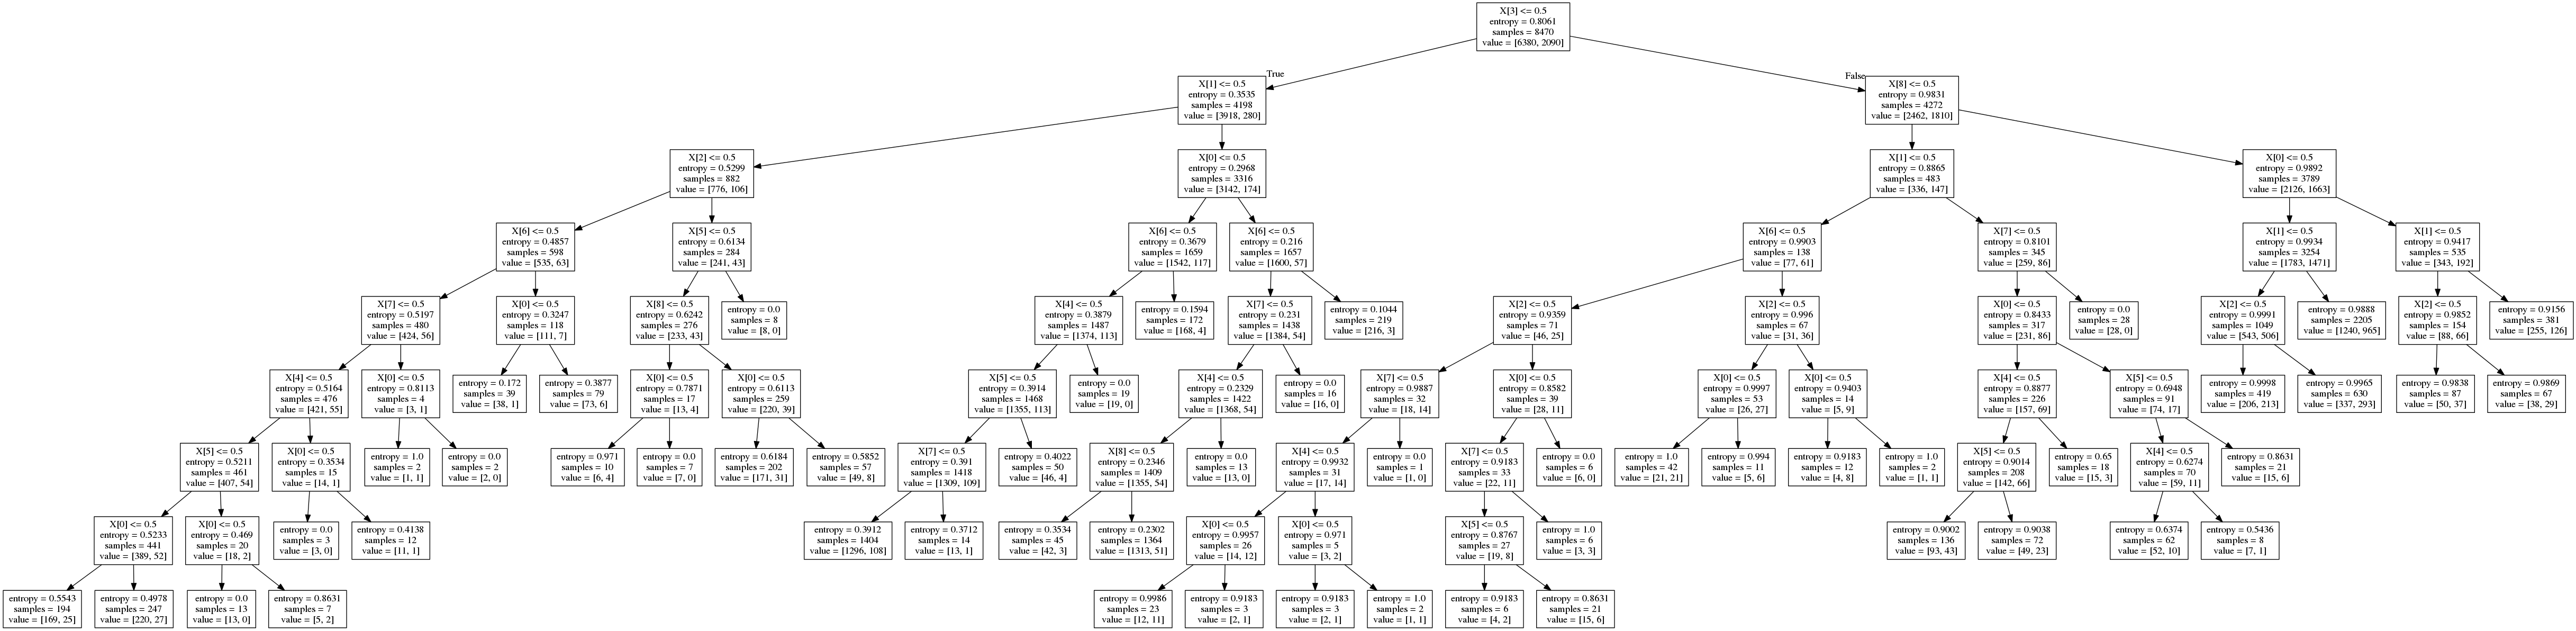 X[3] <= 0.5
entropy = 0.8061
samples = 8470
value = [6380, 2090]
True
False
X[1] <= 0.5
entropy = 0.3535
samples = 4198
value = [3918, 280]
X[8] <= 0.5
entropy = 0.9831
samples = 4272
value = [2462, 1810]
X[2] <= 0.5
entropy = 0.5299
samples = 882
value = [776, 106]
X[0] <= 0.5
entropy = 0.2968
samples = 3316
value = [3142, 174]
X[1] <= 0.5
entropy = 0.8865
samples = 483
value = [336, 147]
X[0] <= 0.5
entropy = 0.9892
samples = 3789
value = [2126, 1663]
X[6] <= 0.5
entropy = 0.4857
samples = 598
value = [535, 63]
X[5] <= 0.5
entropy = 0.6134
samples = 284
value = [241, 43]
X[6] <= 0.5
entropy = 0.3679
samples = 1659
value = [1542, 117]
X[6] <= 0.5
entropy = 0.216
samples = 1657
value = [1600, 57]
X[6] <= 0.5
entropy = 0.9903
samples = 138
value = [77, 61]
X[7] <= 0.5
entropy = 0.8101
samples = 345
value = [259, 86]
X[1] <= 0.5
entropy = 0.9934
samples = 3254
value = [1783, 1471]
X[1] <= 0.5
entropy = 0.9417
samples = 535
value = [343, 192]
X[7] <= 0.5
entropy = 0.5197
samples = 480
value = [424, 56]
X[0] <= 0.5
entropy = 0.3247
samples = 118
value = [111, 7]
X[8] <= 0.5
entropy = 0.6242
samples = 276
value = [233, 43]
entropy = 0.0
samples = 8
value = [8, 0]
X[4] <= 0.5
entropy = 0.3879
samples = 1487
value = [1374, 113]
entropy = 0.1594
samples = 172
value = [168, 4]
X[7] <= 0.5
entropy = 0.231
samples = 1438
value = [1384, 54]
entropy = 0.1044
samples = 219
value = [216, 3]
X[2] <= 0.5
entropy = 0.9359
samples = 71
value = [46, 25]
X[2] <= 0.5
entropy = 0.996
samples = 67
value = [31, 36]
X[0] <= 0.5
entropy = 0.8433
samples = 317
value = [231, 86]
entropy = 0.0
samples = 28
value = [28, 0]
X[2] <= 0.5
entropy = 0.9991
samples = 1049
value = [543, 506]
entropy = 0.9888
samples = 2205
value = [1240, 965]
X[2] <= 0.5
entropy = 0.9852
samples = 154
value = [88, 66]
entropy = 0.9156
samples = 381
value = [255, 126]
X[4] <= 0.5
entropy = 0.5164
samples = 476
value = [421, 55]
X[0] <= 0.5
entropy = 0.8113
samples = 4
value = [3, 1]
entropy = 0.172
samples = 39
value = [38, 1]
entropy = 0.3877
samples = 79
value = [73, 6]
X[0] <= 0.5
entropy = 0.7871
samples = 17
value = [13, 4]
X[0] <= 0.5
entropy = 0.6113
samples = 259
value = [220, 39]
X[5] <= 0.5
entropy = 0.3914
samples = 1468
value = [1355, 113]
entropy = 0.0
samples = 19
value = [19, 0]
X[4] <= 0.5
entropy = 0.2329
samples = 1422
value = [1368, 54]
entropy = 0.0
samples = 16
value = [16, 0]
X[7] <= 0.5
entropy = 0.9887
samples = 32
value = [18, 14]
X[0] <= 0.5
entropy = 0.8582
samples = 39
value = [28, 11]
X[0] <= 0.5
entropy = 0.9997
samples = 53
value = [26, 27]
X[0] <= 0.5
entropy = 0.9403
samples = 14
value = [5, 9]
X[4] <= 0.5
entropy = 0.8877
samples = 226
value = [157, 69]
X[5] <= 0.5
entropy = 0.6948
samples = 91
value = [74, 17]
entropy = 0.9998
samples = 419
value = [206, 213]
entropy = 0.9965
samples = 630
value = [337, 293]
entropy = 0.9838
samples = 87
value = [50, 37]
entropy = 0.9869
samples = 67
value = [38, 29]
X[5] <= 0.5
entropy = 0.5211
samples = 461
value = [407, 54]
X[0] <= 0.5
entropy = 0.3534
samples = 15
value = [14, 1]
entropy = 1.0
samples = 2
value = [1, 1]
entropy = 0.0
samples = 2
value = [2, 0]
entropy = 0.971
samples = 10
value = [6, 4]
entropy = 0.0
samples = 7
value = [7, 0]
entropy = 0.6184
samples = 202
value = [171, 31]
entropy = 0.5852
samples = 57
value = [49, 8]
X[7] <= 0.5
entropy = 0.391
samples = 1418
value = [1309, 109]
entropy = 0.4022
samples = 50
value = [46, 4]
X[8] <= 0.5
entropy = 0.2346
samples = 1409
value = [1355, 54]
entropy = 0.0
samples = 13
value = [13, 0]
X[4] <= 0.5
entropy = 0.9932
samples = 31
value = [17, 14]
entropy = 0.0
samples = 1
value = [1, 0]
X[7] <= 0.5
entropy = 0.9183
samples = 33
value = [22, 11]
entropy = 0.0
samples = 6
value = [6, 0]
entropy = 1.0
samples = 42
value = [21, 21]
entropy = 0.994
samples = 11
value = [5, 6]
entropy = 0.9183
samples = 12
value = [4, 8]
entropy = 1.0
samples = 2
value = [1, 1]
X[5] <= 0.5
entropy = 0.9014
samples = 208
value = [142, 66]
entropy = 0.65
samples = 18
value = [15, 3]
X[4] <= 0.5
entropy = 0.6274
samples = 70
value = [59, 11]
entropy = 0.8631
samples = 21
value = [15, 6]
X[0] <= 0.5
entropy = 0.5233
samples = 441
value = [389, 52]
X[0] <= 0.5
entropy = 0.469
samples = 20
value = [18, 2]
entropy = 0.0
samples = 3
value = [3, 0]
entropy = 0.4138
samples = 12
value = [11, 1]
entropy = 0.3912
samples = 1404
value = [1296, 108]
entropy = 0.3712
samples = 14
value = [13, 1]
entropy = 0.3534
samples = 45
value = [42, 3]
entropy = 0.2302
samples = 1364
value = [1313, 51]
X[0] <= 0.5
entropy = 0.9957
samples = 26
value = [14, 12]
X[0] <= 0.5
entropy = 0.971
samples = 5
value = [3, 2]
X[5] <= 0.5
entropy = 0.8767
samples = 27
value = [19, 8]
entropy = 1.0
samples = 6
value = [3, 3]
entropy = 0.9002
samples = 136
value = [93, 43]
entropy = 0.9038
samples = 72
value = [49, 23]
entropy = 0.6374
samples = 62
value = [52, 10]
entropy = 0.5436
samples = 8
value = [7, 1]
entropy = 0.5543
samples = 194
value = [169, 25]
entropy = 0.4978
samples = 247
value = [220, 27]
entropy = 0.0
samples = 13
value = [13, 0]
entropy = 0.8631
samples = 7
value = [5, 2]
entropy = 0.9986
samples = 23
value = [12, 11]
entropy = 0.9183
samples = 3
value = [2, 1]
entropy = 0.9183
samples = 3
value = [2, 1]
entropy = 1.0
samples = 2
value = [1, 1]
entropy = 0.9183
samples = 6
value = [4, 2]
entropy = 0.8631
samples = 21
value = [15, 6]